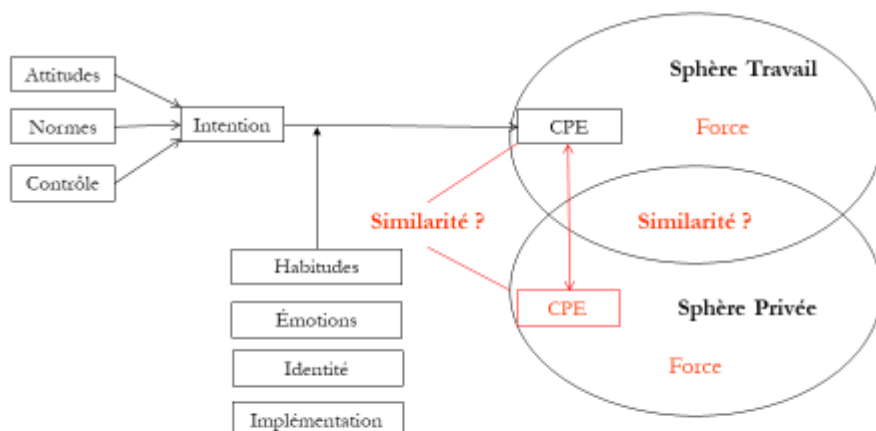 Attitudes
Normes
Contrôle
Intention
Habitudes
Émotions
Identité
Implémentation
CPE
Sphère Travail
Force
Similarité ?
Similarité ?
CPE
Sphère Privée
Force